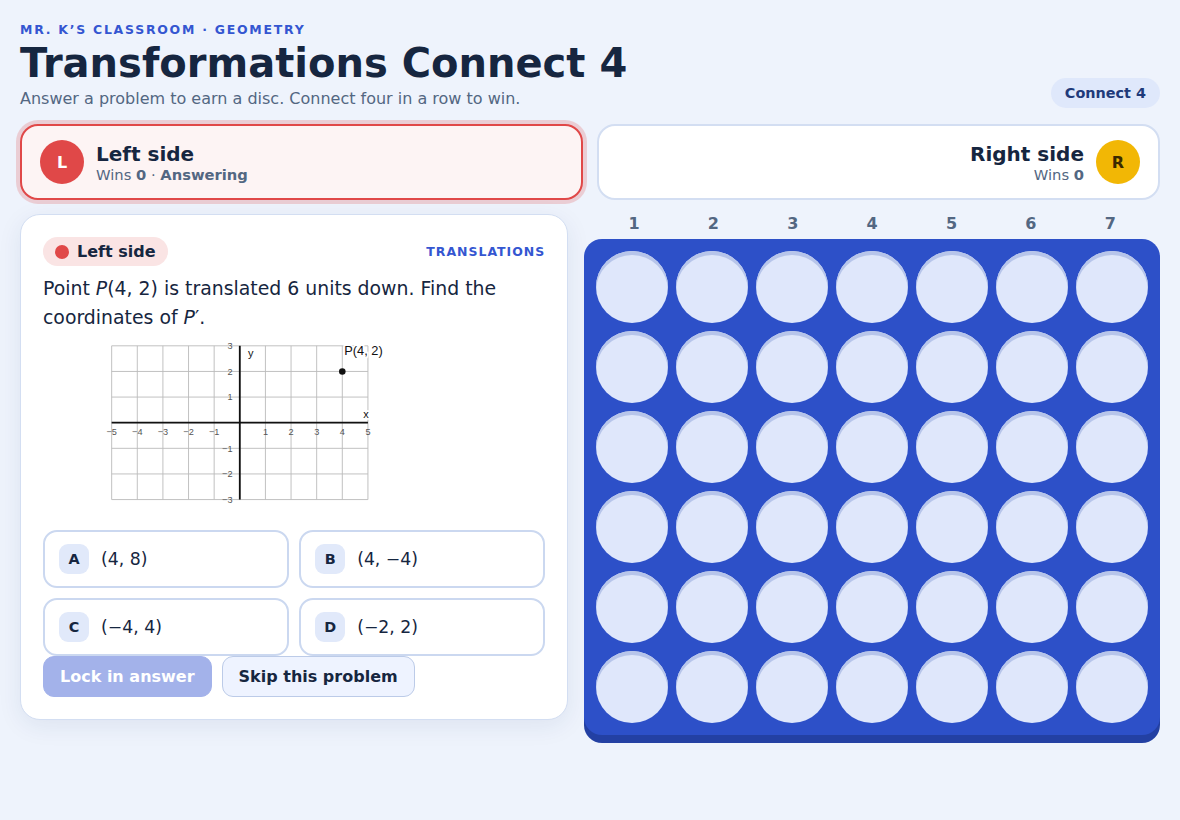 MR. K’S CLASSROOM · GEOMETRY
Transformations Connect 4
Answer a problem to earn a disc. Connect four in a row to win.
Connect 4
L
Left side
Wins 0 · Answering
Right side
Wins 0
R
Left side
TRANSLATIONS
Point P(4, 2) is translated 6 units down. Find the
coordinates of P′.
3
y
P(4, 2)
2
1
x
−5 −4 −3 −2 −1 1 2 3 4 5
−1
−2
−3
A (4, 8)
B (4, −4)
C (−4, 4)
D (−2, 2)
Lock in answer
Skip this problem
1 2 3 4 5 6 7